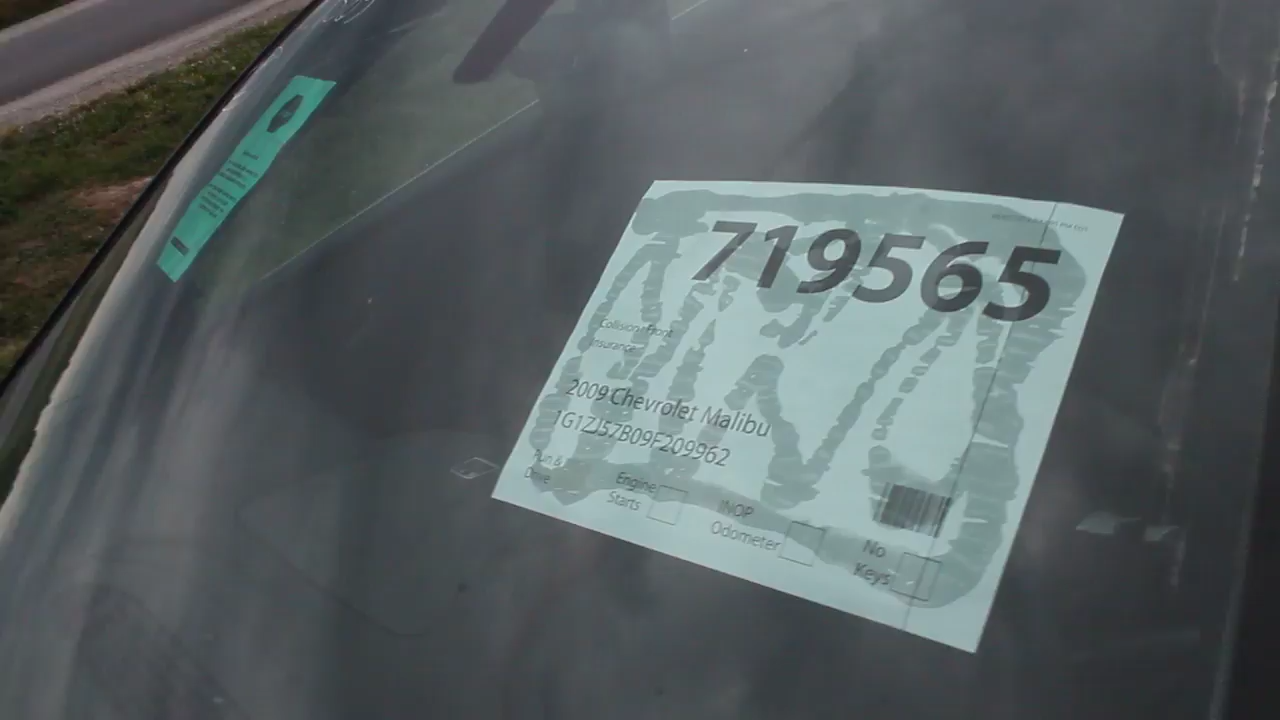 719565
Collision/Front
Insurance
2009 Chevrolet Malibu
1G1ZJ57B09F209962
Run &
Drive
Engine
Starts
INOP
Odometer
No
Keys